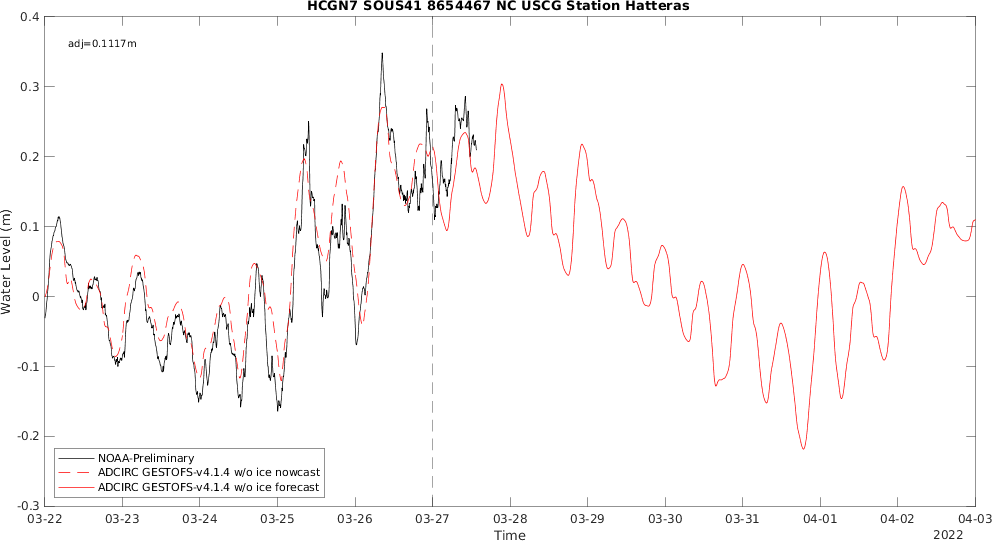 HCGN7 SOUS41 8654467 NC USCG Station Hatteras
adj=0.1117m
0.4
0.3
0.2
0.1
0
-0.1
-0.2
-0.3
Water Level (m)
NOAA-Preliminary
ADCIRC GESTOFS-v4.1.4 w/o ice nowcast
ADCIRC GESTOFS-v4.1.4 w/o ice forecast
03-22 03-23 03-24 03-25 03-26 03-27 03-28 03-29 03-30 03-31 04-01 04-02 04-03
Time
2022